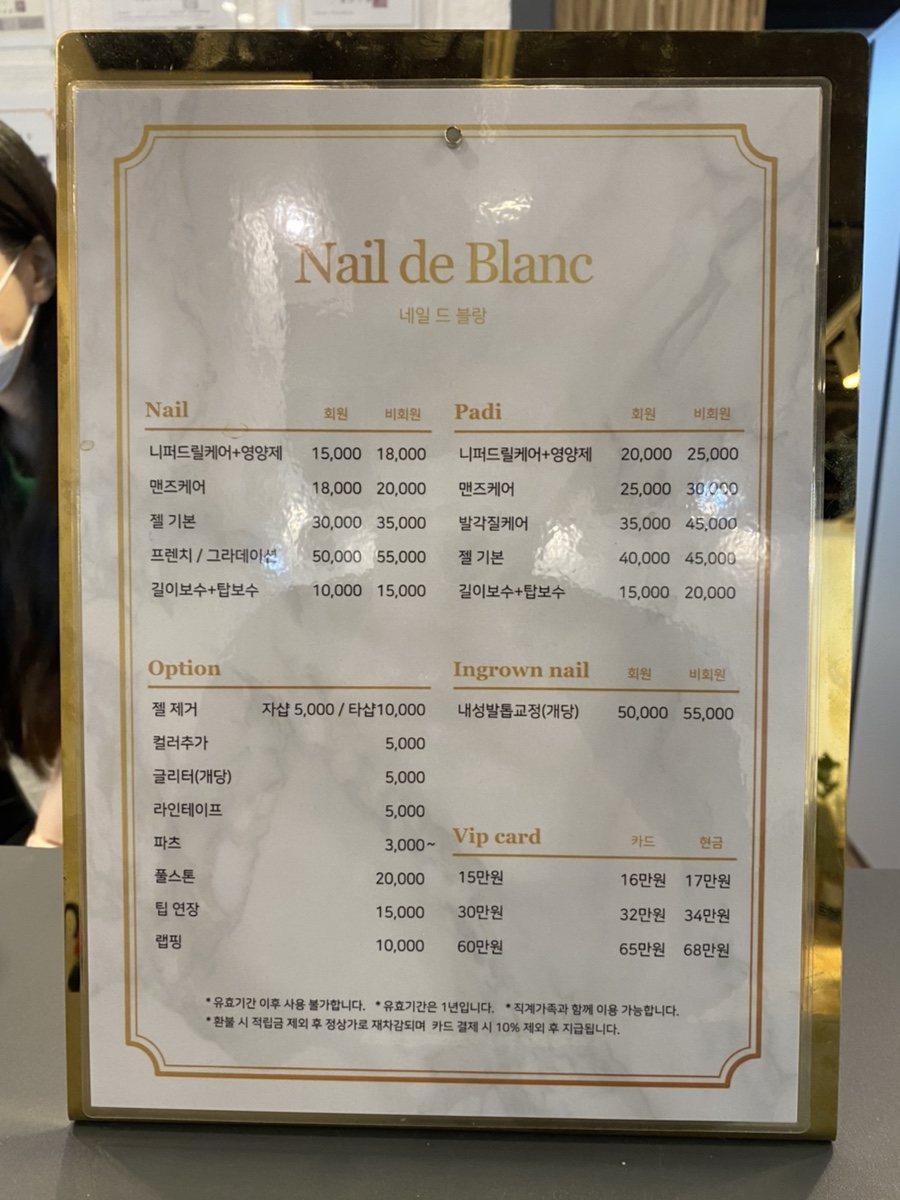 Nail de Blanc
네일 드 블랑
Nail 회원 비회원
니퍼드릴케어+영양제 15,000 18,000
맨즈케어 18,000 20,000
젤 기본 30,000 35,000
프렌치 / 그라데이션 50,000 55,000
길이보수+탑보수 10,000 15,000
Padi 회원 비회원
니퍼드릴케어+영양제 20,000 25,000
맨즈케어 25,000 30,000
발각질케어 35,000 45,000
젤 기본 40,000 45,000
길이보수+탑보수 15,000 20,000
Option
젤 제거 자샵 5,000 / 타샵10,000
컬러추가 5,000
글리터(개당) 5,000
라인테이프 5,000
파츠 3,000~
풀스톤 20,000
팁 연장 15,000
랩핑 10,000
Ingrown nail 회원 비회원
내성발톱교정(개당) 50,000 55,000
Vip card 카드 현금
15만원 16만원 17만원
30만원 32만원 34만원
60만원 65만원 68만원
* 유효기간 이후 사용 불가합니다. * 유효기간은 1년입니다. * 직계가족과 함께 이용 가능합니다.
* 환불 시 적립금 제외 후 정상가로 재차감되며 카드 결제 시 10% 제외 후 지급됩니다.